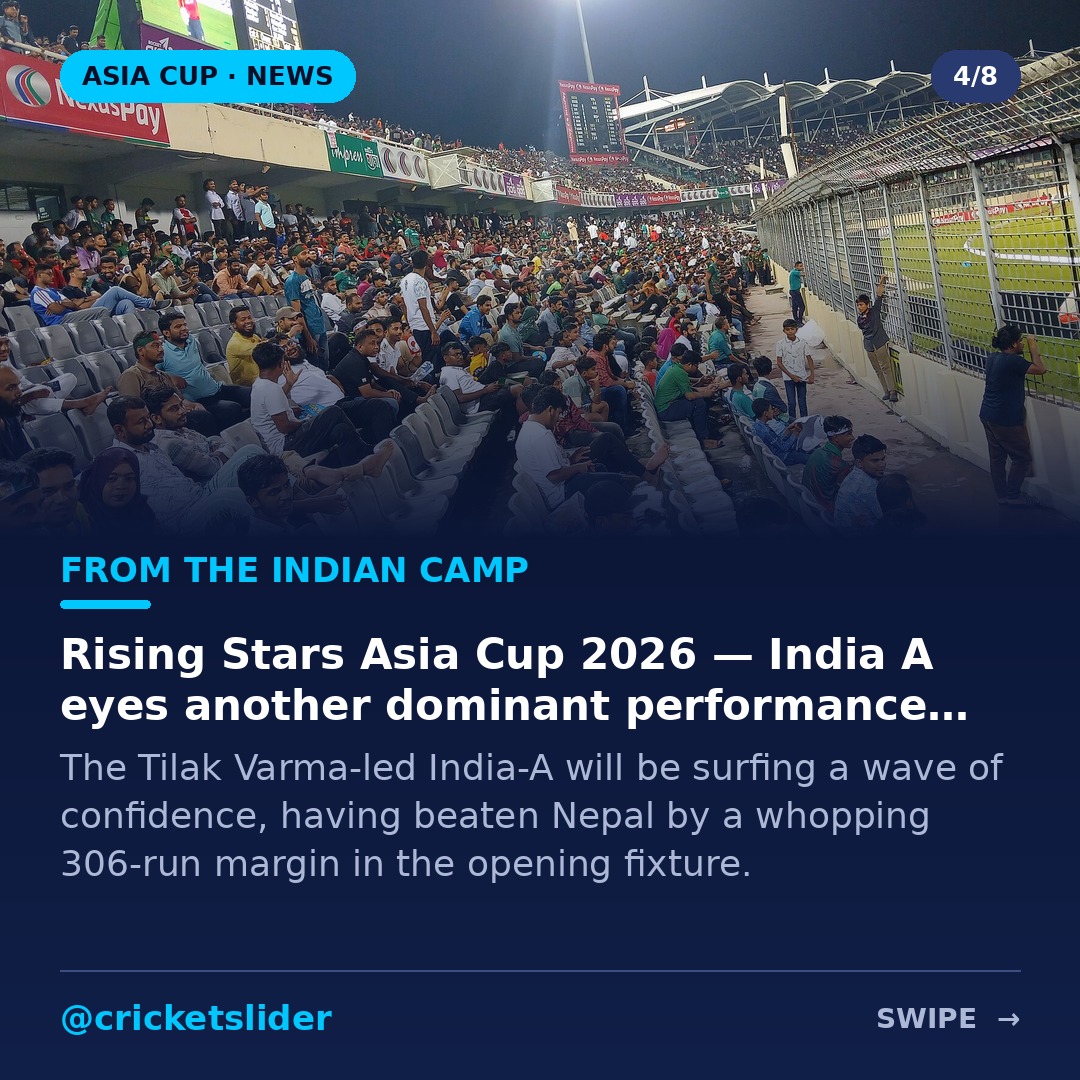 NexusPay
ASIA CUP · NEWS
4/8
impress
FROM THE INDIAN CAMP
Rising Stars Asia Cup 2026 — India A
eyes another dominant performance...
The Tilak Varma-led India-A will be surfing a wave of
confidence, having beaten Nepal by a whopping
306-run margin in the opening fixture.
@cricketslider
SWIPE →